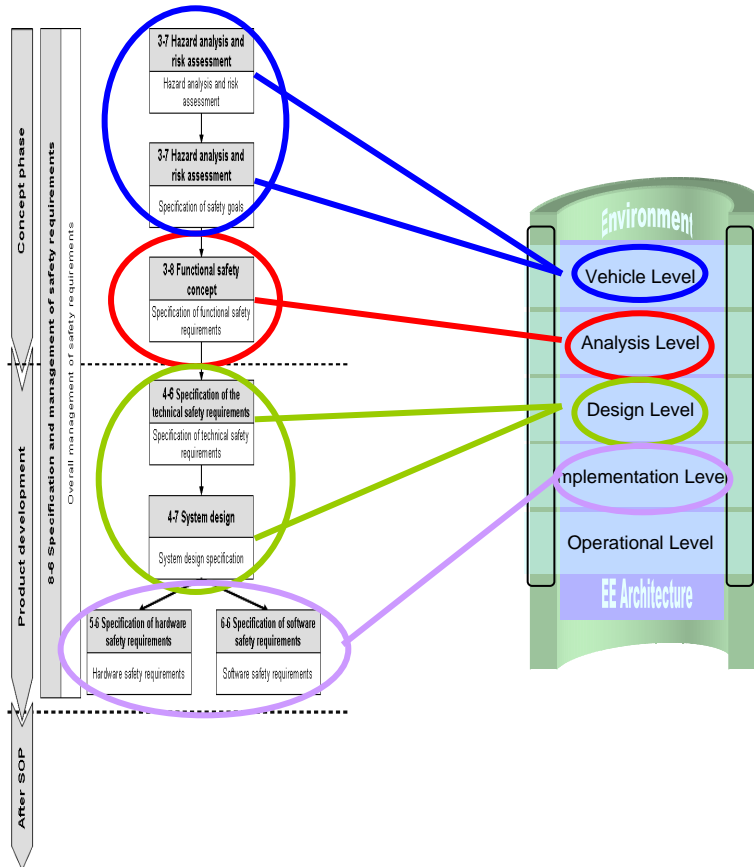 Concept phase
Product development
After SOP
8-6 Specification and management of safety requirements
Overall management of safety requirements
3-7 Hazard analysis and
risk assessment
Hazard analysis and risk
assessment
3-7 Hazard analysis and
risk assessment
Specification of safety goals
3-8 Functional safety
concept
Specification of functional safety
requirements
4-6 Specification of the
technical safety requirements
Specification of technical safety
requirements
4-7 System design
System design specification
5-6 Specification of hardware
safety requirements
Hardware safety requirements
6-6 Specification of software
safety requirements
Software safety requirements
Environment
Vehicle Level
Analysis Level
Design Level
mplementation Level
Operational Level
EE Architecture